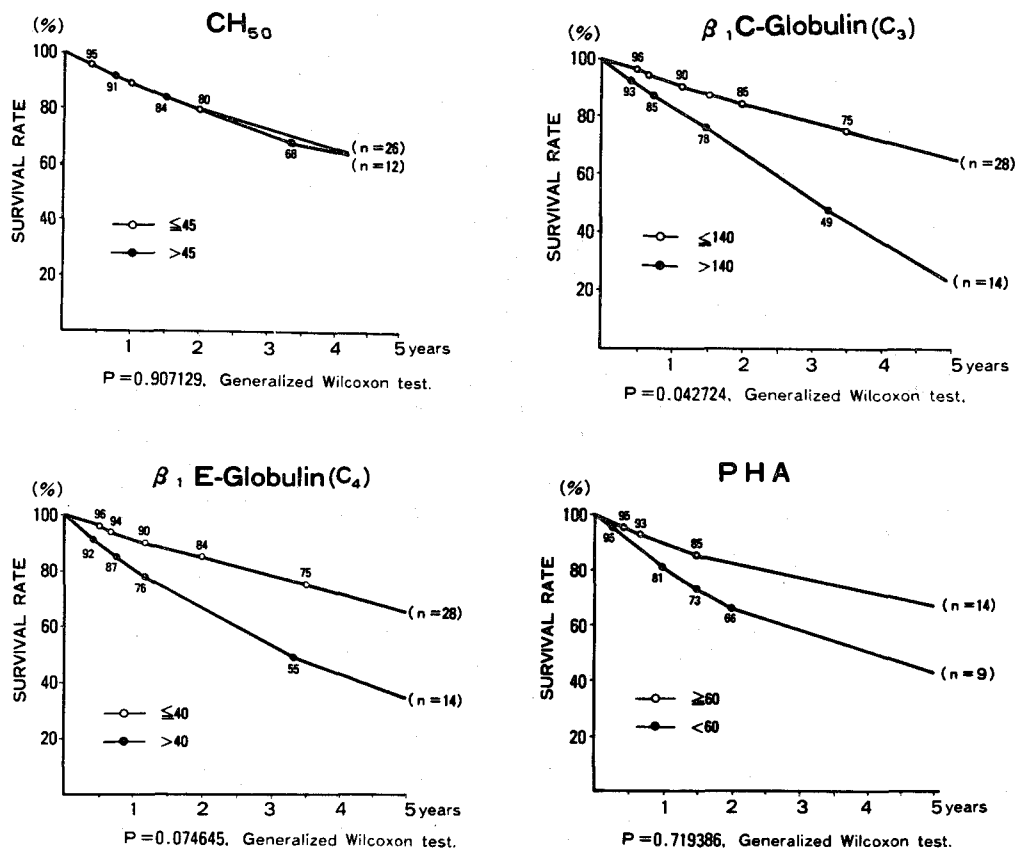 CH50
(%)
100
80
60
40
20
SURVIVAL RATE
95
91
84
80
68
(n=26)
(n=12)
≦45
>45
1 2 3 4 5 years
P=0.907129. Generalized Wilcoxon test.
β1C-Globulin(C3)
(%)
100
80
60
40
20
SURVIVAL RATE
96
93
85
90
78
85
75
49
(n=28)
(n=14)
≦140
>140
1 2 3 4 5 years
P=0.042724. Generalized Wilcoxon test.
β1 E-Globulin(C4)
(%)
100
80
60
40
20
SURVIVAL RATE
96
94
90
84
75
92
87
76
55
(n=28)
(n=14)
≦40
>40
1 2 3 4 5 years
P=0.074645. Generalized Wilcoxon test.
PHA
(%)
100
80
60
40
20
SURVIVAL RATE
95
93
85
95
81
73
66
(n=14)
(n=9)
≧60
<60
1 2 3 4 5 years
P=0.719386. Generalized Wilcoxon test.